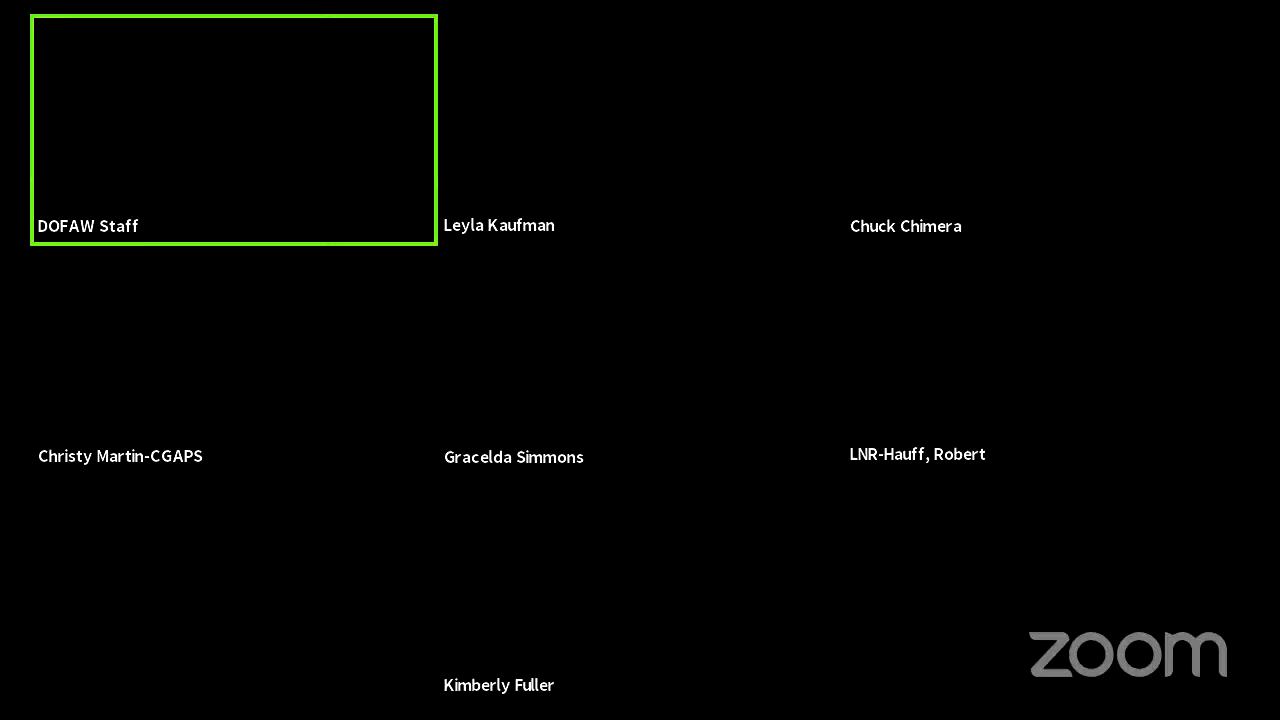 DOFAW Staff
Leyla Kaufman
Chuck Chimera
Christy Martin-CGAPS
Gracelda Simmons
LNR-Hauff, Robert
Kimberly Fuller
zoom